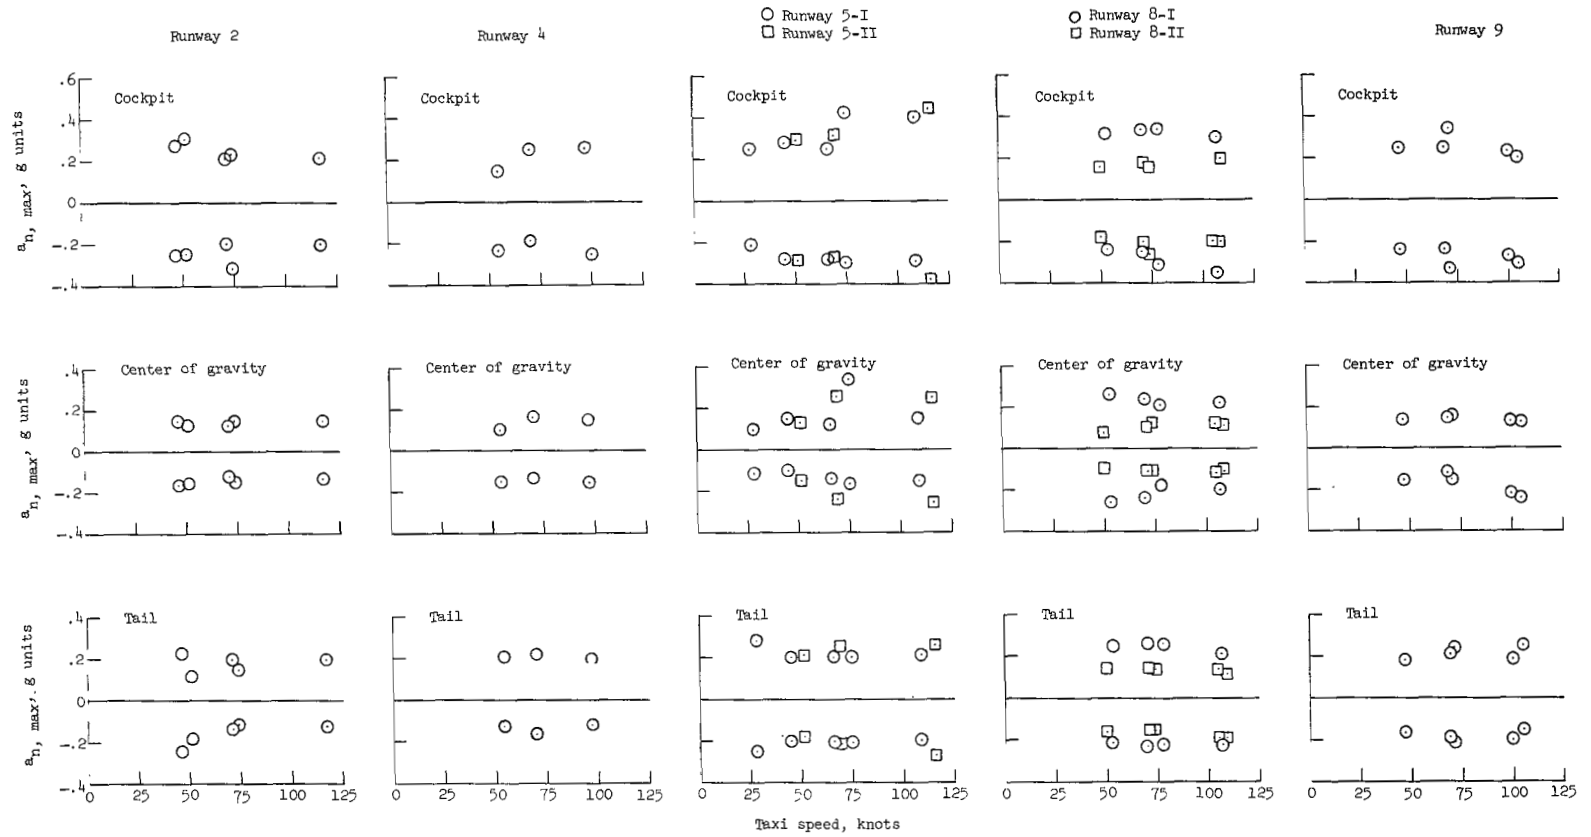 Runway 2
Runway 4
Runway 5-I
Runway 5-II
Runway 8-I
Runway 8-II
Runway 9
a n, max, g units
.6
.4
.2
0
-.2
-.4
Cockpit
Cockpit
Cockpit
Cockpit
Cockpit
a n, max, g units
.4
.2
0
-.2
-.4
Center of gravity
Center of gravity
Center of gravity
Center of gravity
Center of gravity
a n, max, g units
.4
.2
0
-.2
-.4
Tail
Tail
Tail
Tail
Tail
0 25 50 75 100 125
0 25 50 75 100 125
0 25 50 75 100 125
0 25 50 75 100 125
0 25 50 75 100 125
Taxi speed, knots